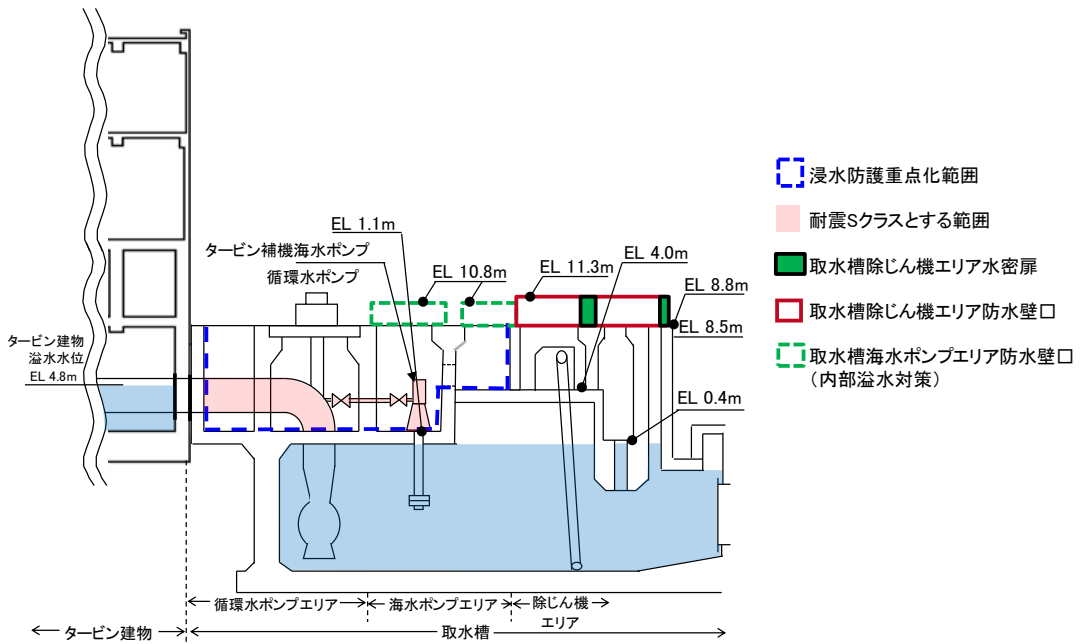 EL 1.1m
タービン補機海水ポンプ
循環水ポンプ
EL 10.8m
EL 11.3m
EL 4.0m
EL 8.8m
EL 8.5m
タービン建物
溢水水位
EL 4.8m
EL 0.4m
浸水防護重点化範囲
耐震Sクラスとする範囲
取水槽除じん機エリア水密扉
取水槽除じん機エリア防水壁口
取水槽海水ポンプエリア防水壁口
(内部溢水対策)
循環水ポンプエリア
海水ポンプエリア
除じん機
エリア
タービン建物
取水槽